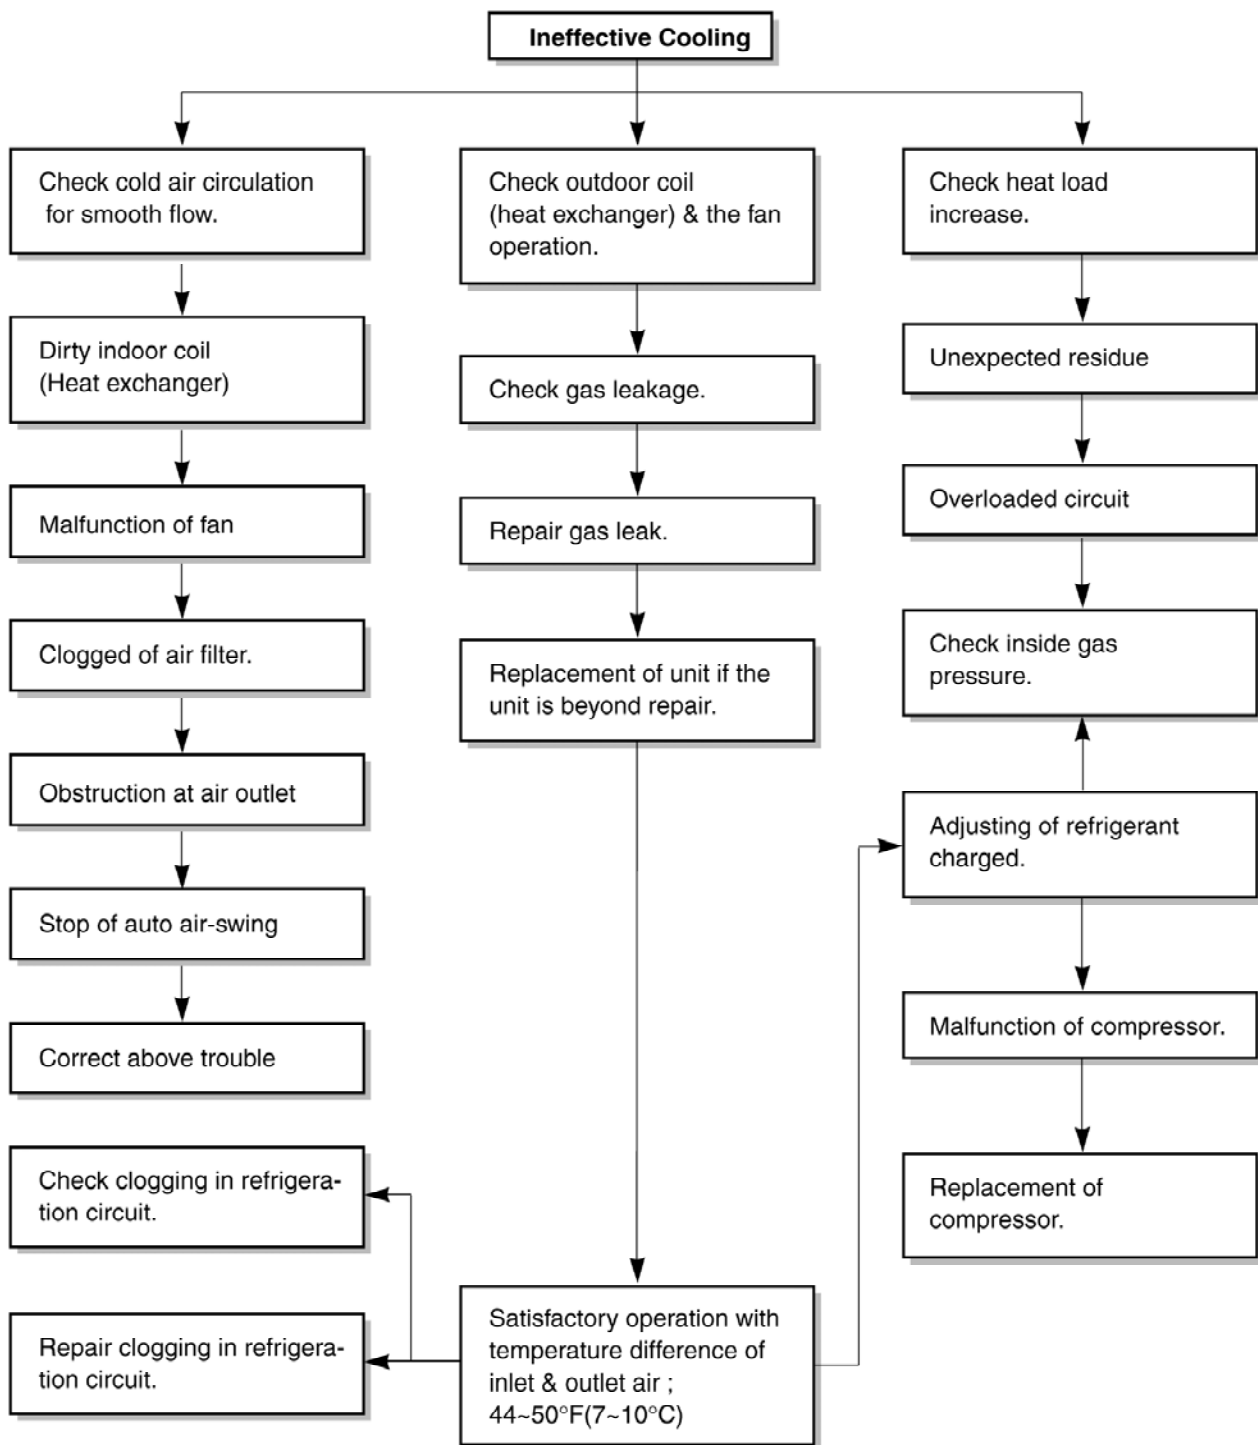 Ineffective Cooling
Check cold air circulation
for smooth flow.
Dirty indoor coil
(Heat exchanger)
Malfunction of fan
Clogged of air filter.
Obstruction at air outlet
Stop of auto air-swing
Correct above trouble
Check clogging in refrigera-
tion circuit.
Repair clogging in refrigera-
tion circuit.
Check outdoor coil
(heat exchanger) & the fan
operation.
Check gas leakage.
Repair gas leak.
Replacement of unit if the
unit is beyond repair.
Satisfactory operation with
temperature difference of
inlet & outlet air ;
44~50°F(7~10°C)
Check heat load
increase.
Unexpected residue
Overloaded circuit
Check inside gas
pressure.
Adjusting of refrigerant
charged.
Malfunction of compressor.
Replacement of
compressor.